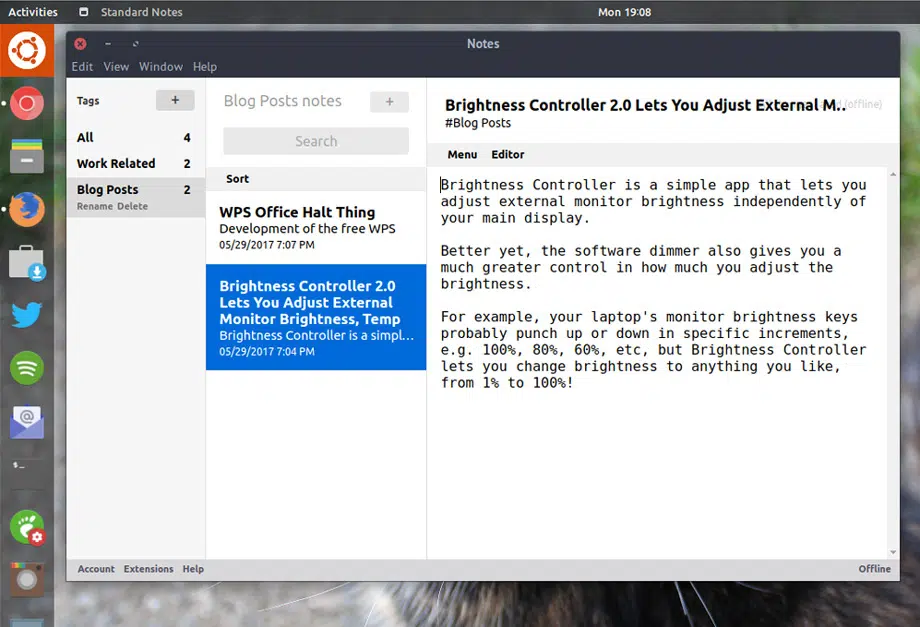 Activities
Standard Notes
Mon 19:08
Notes
Edit View Window Help
Tags
+
All 4
Work Related 2
Blog Posts 2
Rename Delete
Blog Posts notes
+
Search
Sort
WPS Office Halt Thing
Development of the free WPS
05/29/2017 7:07 PM
Brightness Controller 2.0
Lets You Adjust External
Monitor Brightness, Temp
Brightness Controller is a simpl...
05/29/2017 7:04 PM
Brightness Controller 2.0 Lets You Adjust External M..
(offline)
#Blog Posts
Menu Editor
Brightness Controller is a simple app that lets you
adjust external monitor brightness independently of
your main display.
Better yet, the software dimmer also gives you a
much greater control in how much you adjust the
brightness.
For example, your laptop's monitor brightness keys
probably punch up or down in specific increments,
e.g. 100%, 80%, 60%, etc, but Brightness Controller
lets you change brightness to anything you like,
from 1% to 100%!
Account Extensions Help
Offline